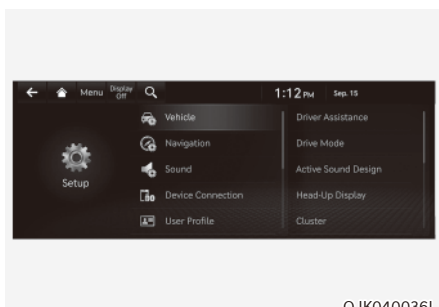 Menu Display Off 1:12 PM Sep. 15
Setup
Vehicle
Navigation
Sound
Device Connection
User Profile
Driver Assistance
Drive Mode
Active Sound Design
Head-Up Display
Cluster